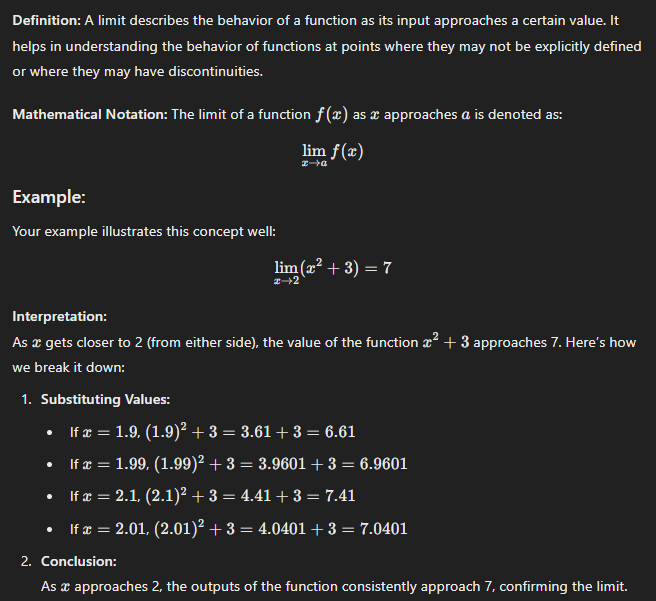 Definition: A limit describes the behavior of a function as its input approaches a certain value. It
helps in understanding the behavior of functions at points where they may not be explicitly defined
or where they may have discontinuities.
Mathematical Notation: The limit of a function f(x) as x approaches a is denoted as:
lim f(x)
x→a
Example:
Your example illustrates this concept well:
lim(x² + 3) = 7
x→2
Interpretation:
As x gets closer to 2 (from either side), the value of the function x² + 3 approaches 7. Here's how
we break it down:
1. Substituting Values:
• If x = 1.9, (1.9)² + 3 = 3.61 + 3 = 6.61
• If x = 1.99, (1.99)² + 3 = 3.9601 + 3 = 6.9601
• If x = 2.1, (2.1)² + 3 = 4.41 + 3 = 7.41
• If x = 2.01, (2.01)² + 3 = 4.0401 + 3 = 7.0401
2. Conclusion:
As x approaches 2, the outputs of the function consistently approach 7, confirming the limit.